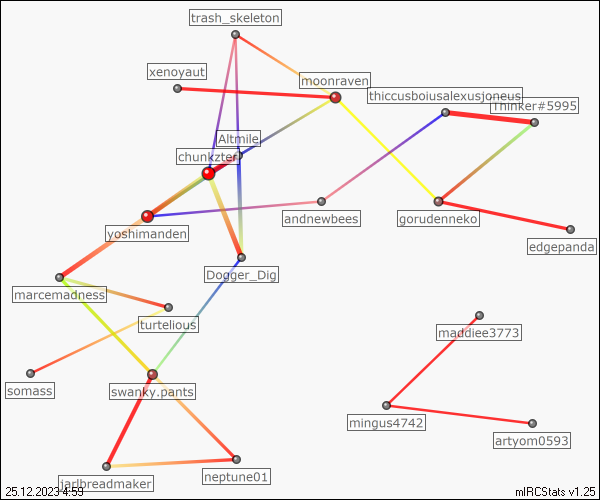 trash_skeleton
xenoyaut
moonraven
thiccusboiusalexusjoneus
Thinker#5995
Altmile
chunkzter
andnewbees
gorudenneko
yoshimanden
edgepanda
Dogger_Dig
marcemadness
turtelious
maddiee3773
somass
swanky.pants
mingus4742
artyom0593
neptune01
jarlbreadmaker
25.12.2023 4:59
mIRCStats v1.25